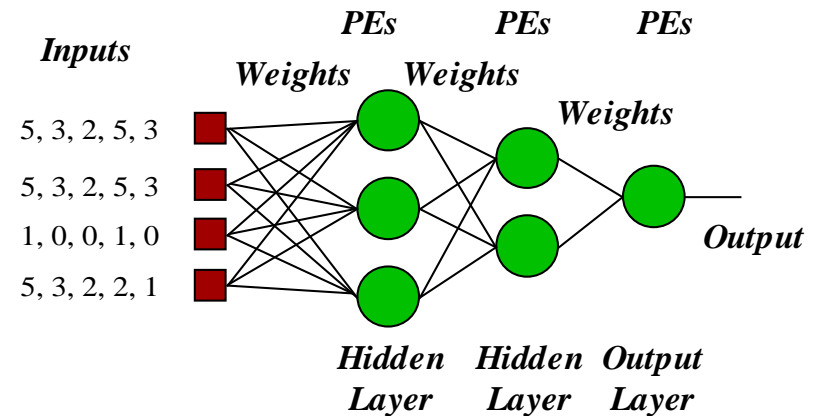 PEs PEs PEs
Inputs
Weights Weights
Weights
5, 3, 2, 5, 3
5, 3, 2, 5, 3
1, 0, 0, 1, 0
5, 3, 2, 2, 1
Output
Hidden Hidden Output
Layer Layer Layer